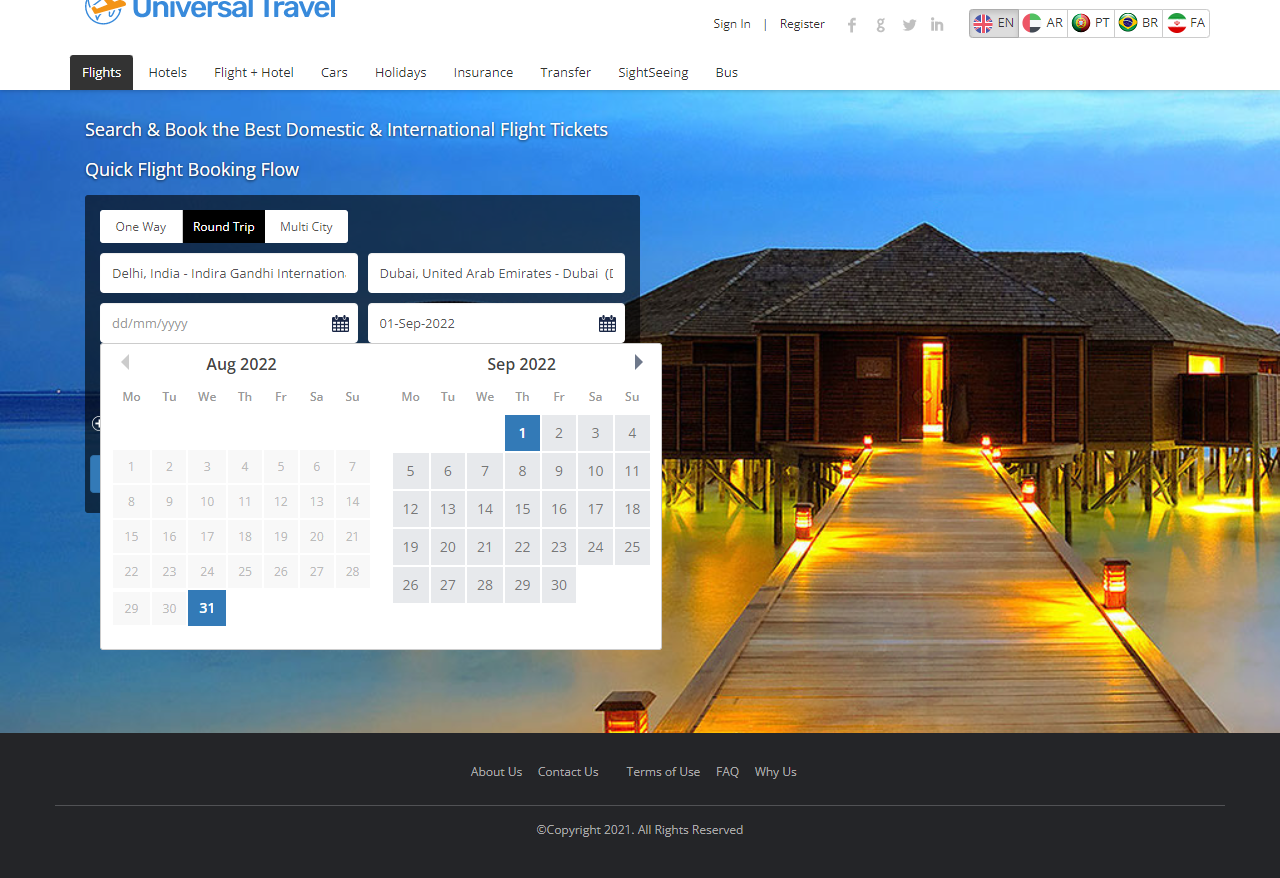 Universal Travel
Sign In | Register
EN AR PT BR FA
Flights Hotels Flight + Hotel Cars Holidays Insurance Transfer SightSeeing Bus
Search & Book the Best Domestic & International Flight Tickets
Quick Flight Booking Flow
One Way Round Trip Multi City
Delhi, India - Indira Gandhi Internation Dubai, United Arab Emirates - Dubai (D
dd/mm/yyyy 01-Sep-2022
Aug 2022 Sep 2022
Mo Tu We Th Fr Sa Su Mo Tu We Th Fr Sa Su
1 2 3 4
1 2 3 4 5 6 7 5 6 7 8 9 10 11
8 9 10 11 12 13 14 12 13 14 15 16 17 18
15 16 17 18 19 20 21 19 20 21 22 23 24 25
22 23 24 25 26 27 28 26 27 28 29 30
29 30 31
About Us Contact Us Terms of Use FAQ Why Us
©Copyright 2021. All Rights Reserved